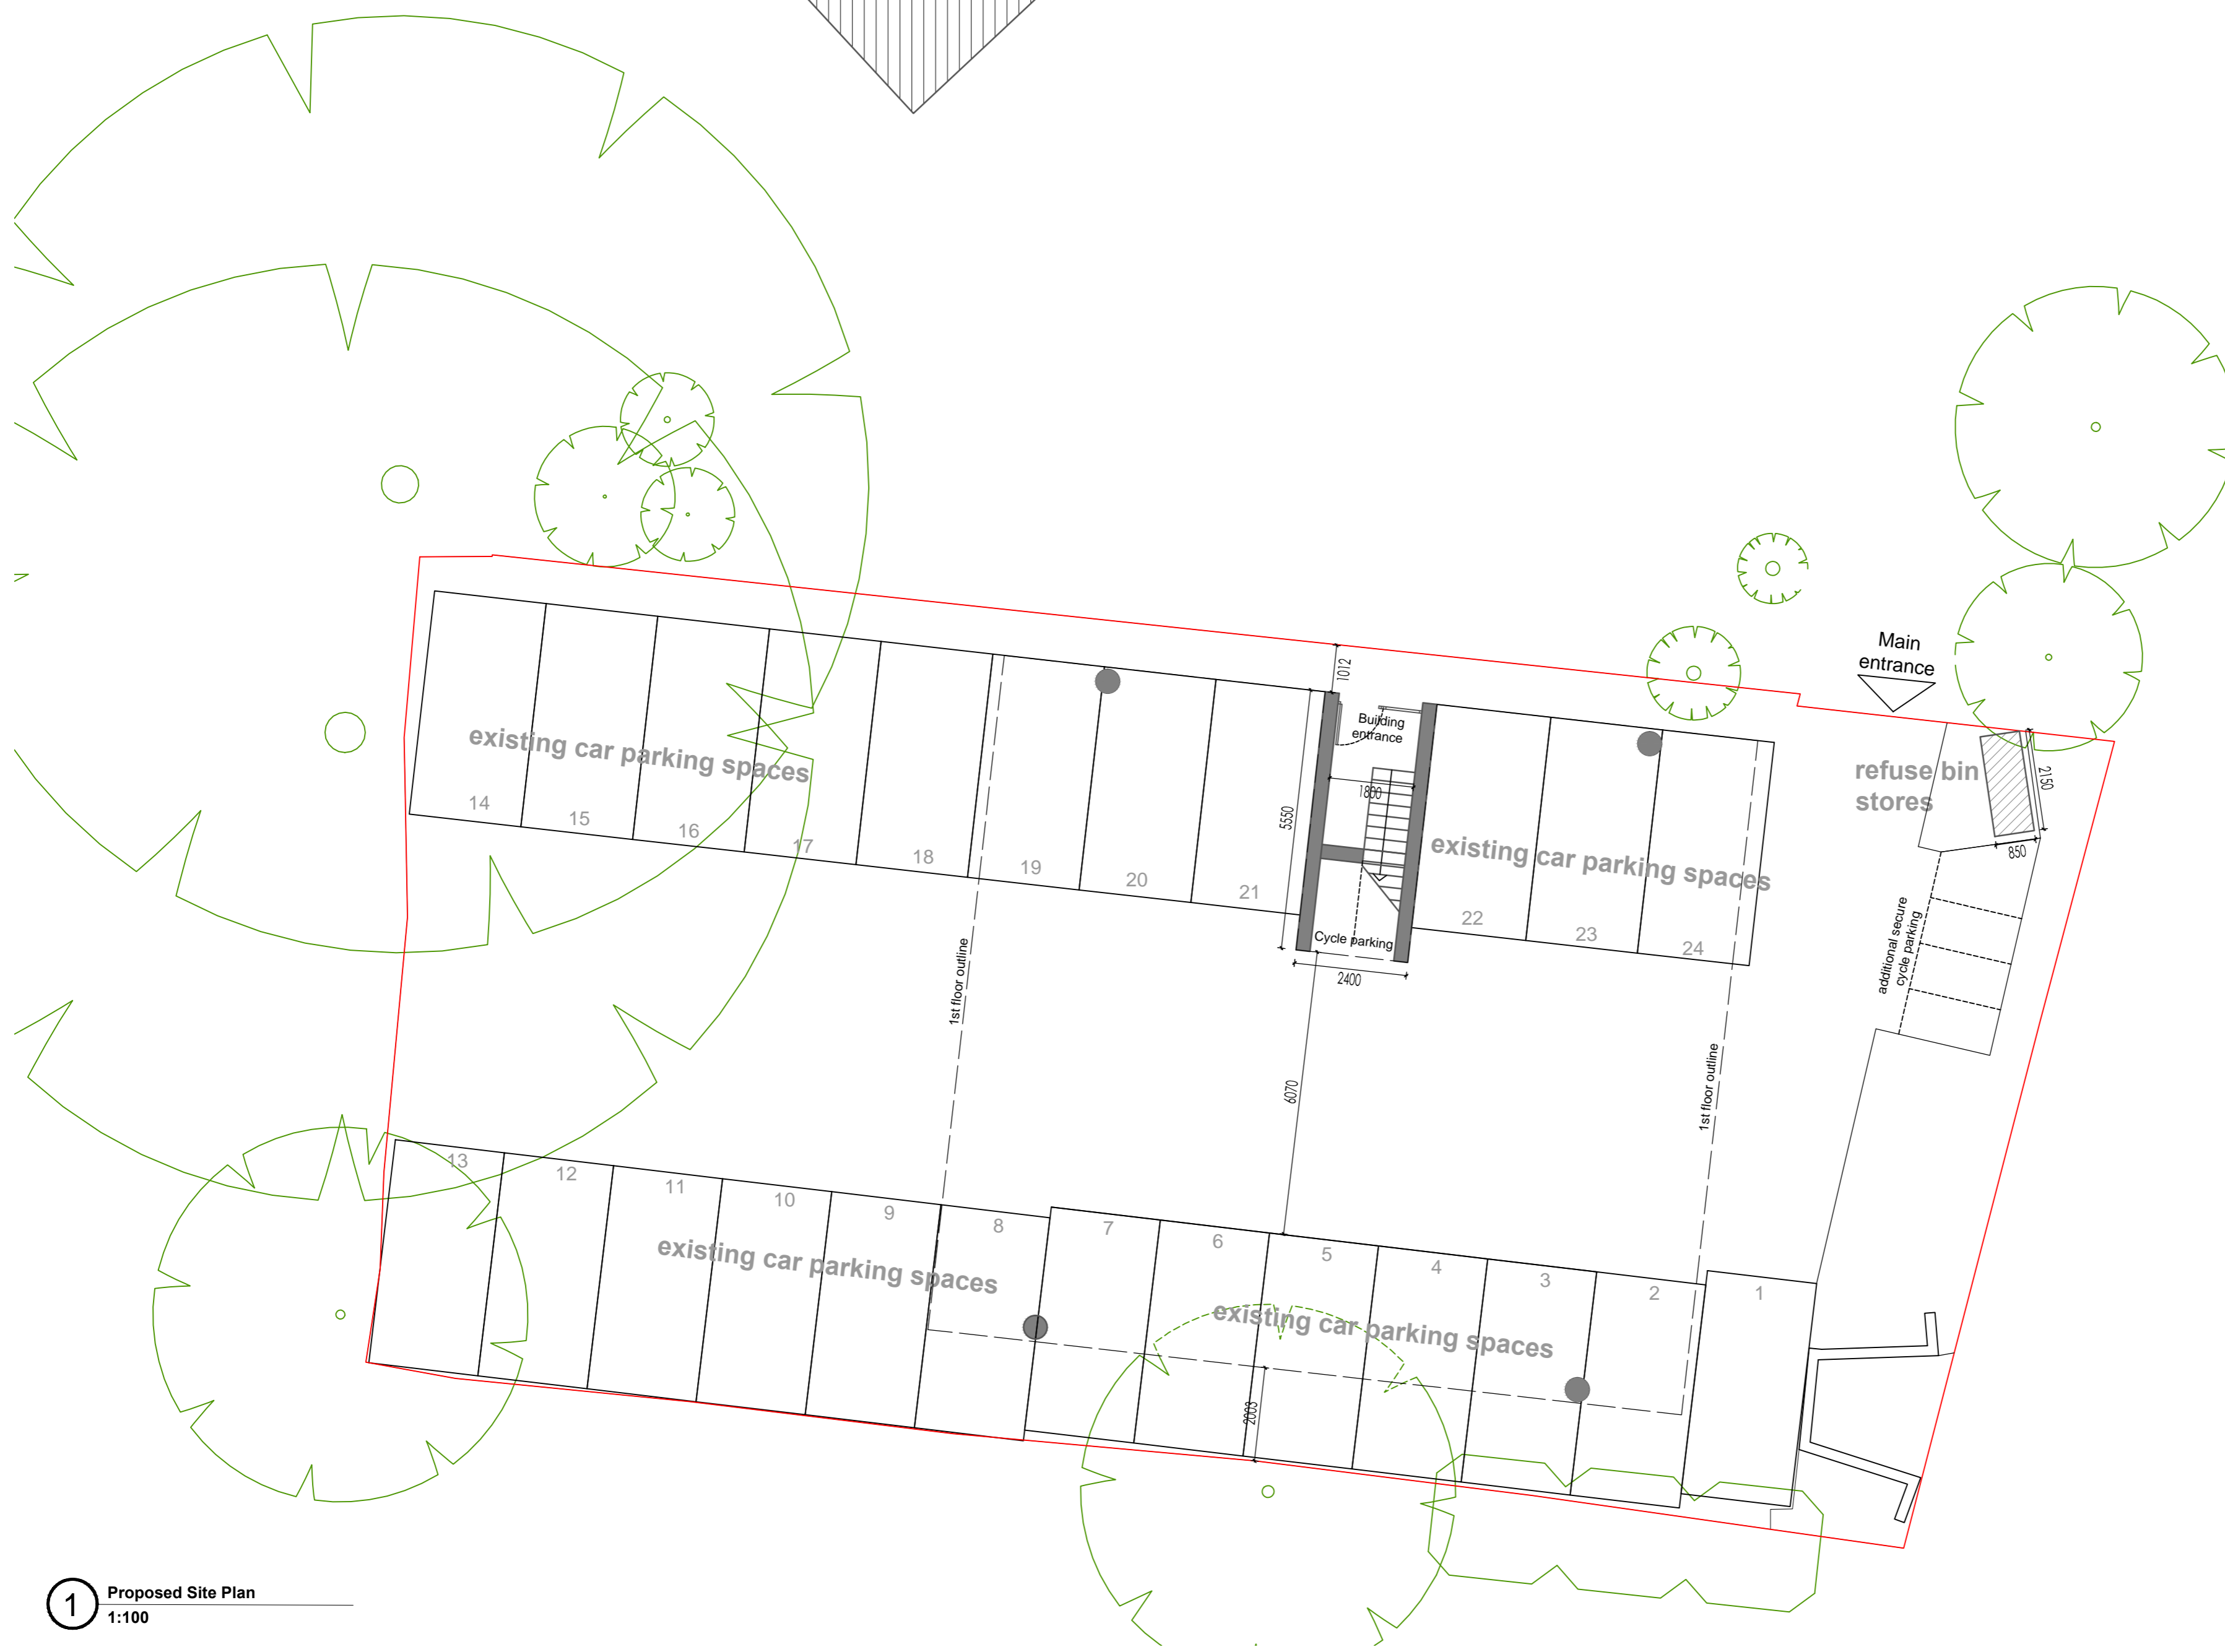 Main
entrance
1012
Building
entrance
existing car parking spaces
refuse bin
stores
2150
1800
5550
850
14
15
16
17
18
19
20
21
existing car parking spaces
22
23
24
additional secure
cycle parking
Cycle parking
2400
1st floor outline
1st floor outline
6070
13
12
11
10
9
8
7
6
5
4
3
2
1
existing car parking spaces
existing car parking spaces
2003
1
Proposed Site Plan
1:100